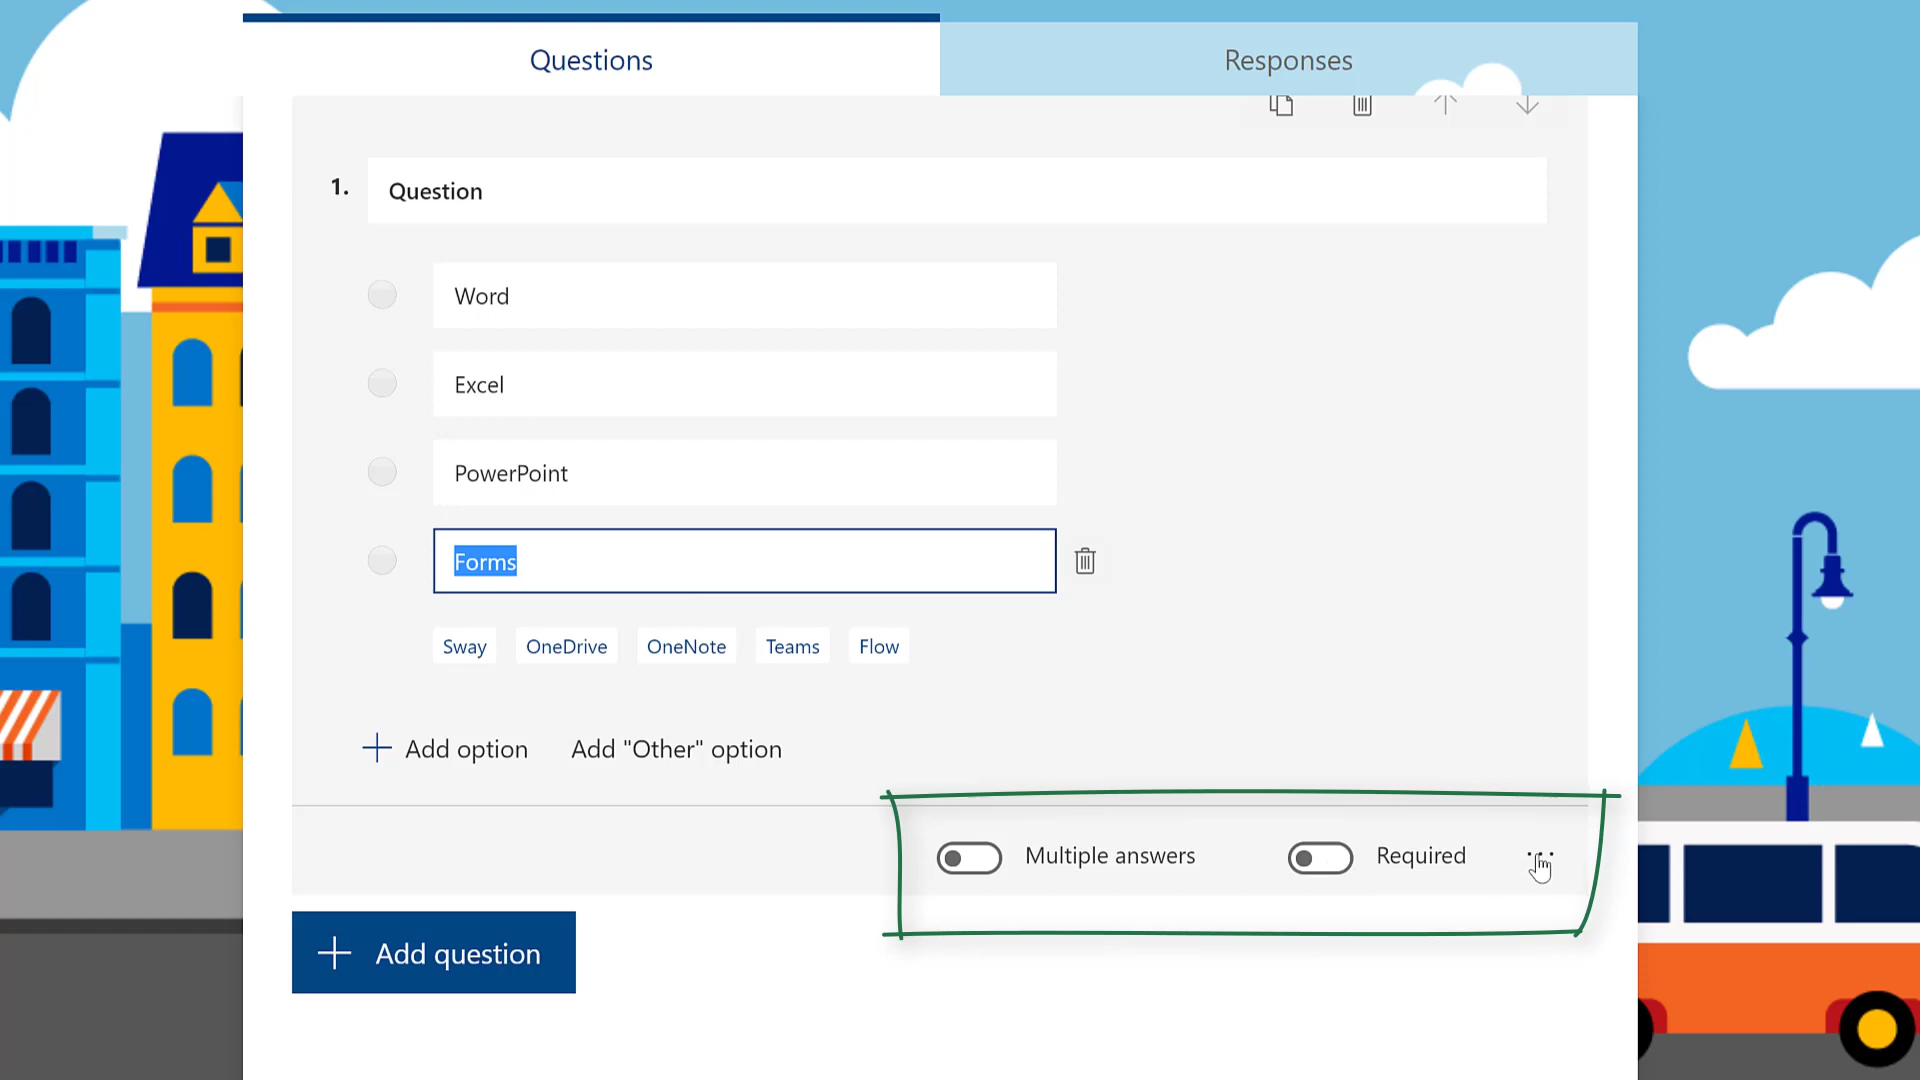 Questions
Responses
1. Question
Word
Excel
PowerPoint
Forms
Sway OneDrive OneNote Teams Flow
Add option Add "Other" option
Multiple answers Required
Add question